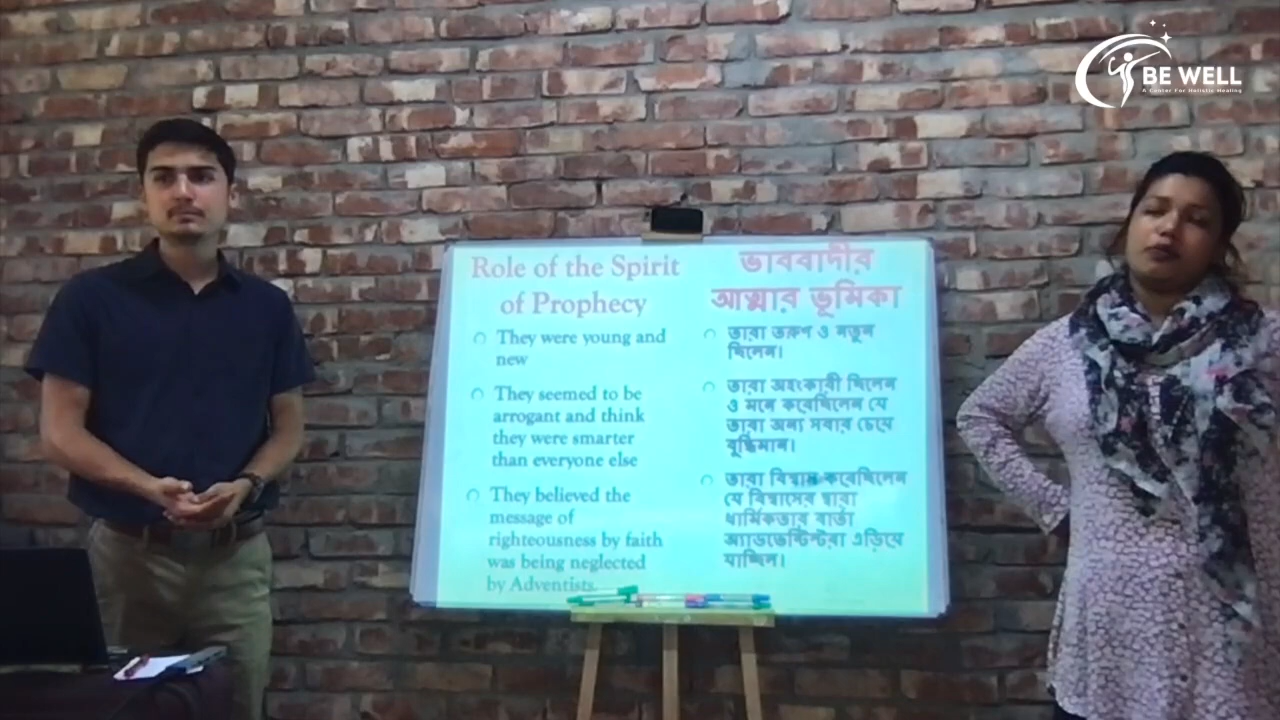 BE WELL
A Center For Holistic Healing
Role of the Spirit
of Prophecy
They were young and
new
They seemed to be
arrogant and think
they were smarter
than everyone else
They believed the
message of
righteousness by faith
was being neglected
by Adventists.
ভাববাদীর
আত্মার ভূমিকা
তারা তরুণ ও নতুন
ছিলেন।
তারা অহংকারী ছিলেন
ও মনে করেছিলেন যে
তারা অন্য সবার চেয়ে
বুদ্ধিমান।
তারা বিশ্বাস করেছিলেন
যে বিশ্বাসের দ্বারা
ধার্মিকতার বার্তা
অ্যাডভেন্টিস্টরা এড়িয়ে
যাচ্ছিল।